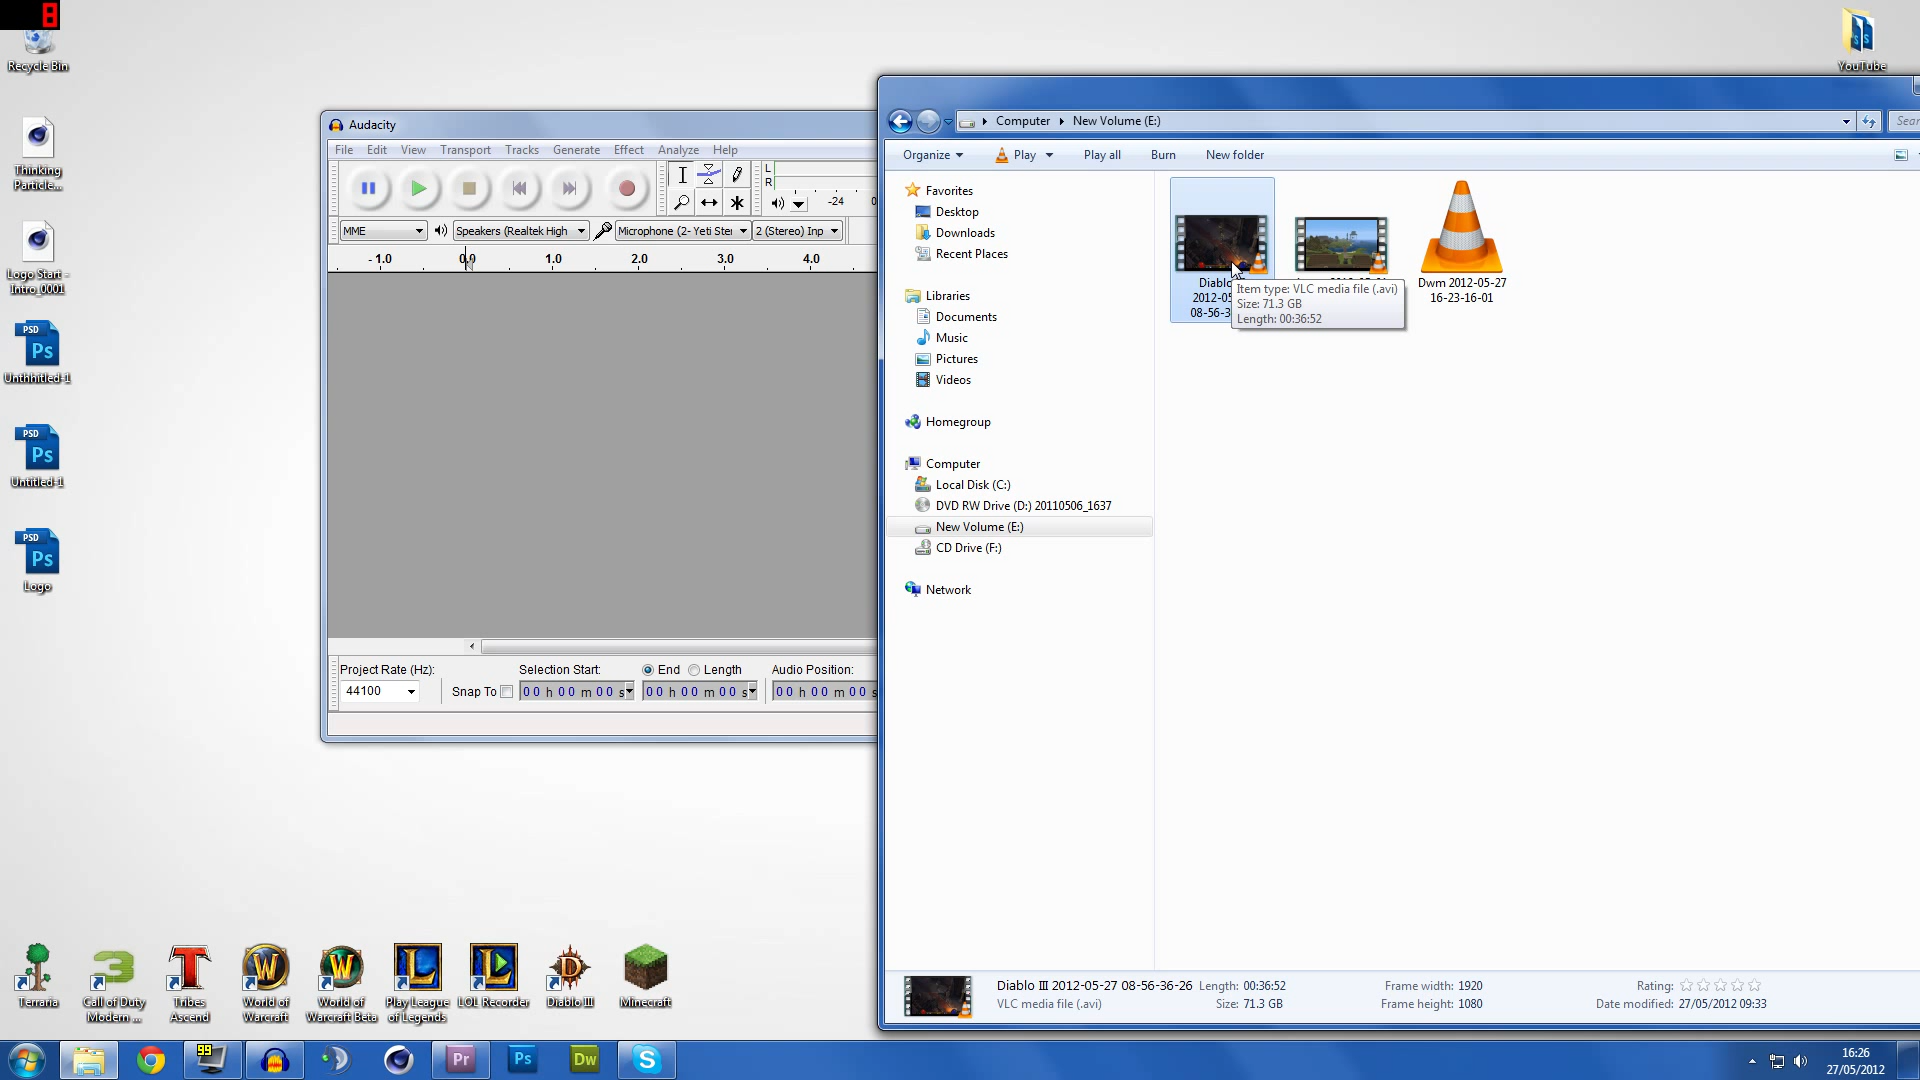 8
Recycle Bin
Thinking
Particle...
Logo Start -
Intro_0001
PSD
Ps
Unthhitled-1
PSD
Ps
Untitled-1
PSD
Ps
Logo
YouTube
Audacity
File Edit View Transport Tracks Generate Effect Analyze Help
L
R
-24 0
MME Speakers (Realtek High Microphone (2- Yeti Ster 2 (Stereo) Inp
- 1.0 0.0 1.0 2.0 3.0 4.0
Project Rate (Hz): Selection Start: End Length Audio Position:
44100 Snap To 00 h 00 m 00 s 00 h 00 m 00 s 00 h 00 m 00 s
Computer New Volume (E:)
Organize Play Play all Burn New folder
Favorites
Desktop
Downloads
Recent Places
Libraries
Documents
Music
Pictures
Videos
Homegroup
Computer
Local Disk (C:)
DVD RW Drive (D:) 20110506_1637
New Volume (E:)
CD Drive (F:)
Network
Dwm 2012-05-27
16-23-16-01
Item type: VLC media file (.avi)
Size: 71.3 GB
Length: 00:36:52
Diablo III 2012-05-27 08-56-36-26 Length: 00:36:52 Frame width: 1920 Rating:
VLC media file (.avi) Size: 71.3 GB Frame height: 1080 Date modified: 27/05/2012 09:33
Terraria
Call of Duty
Modern ...
Tribes
Ascend
World of
Warcraft
World of
Warcraft Beta
Play League
of Legends
LOL Recorder
Diablo III
Minecraft
99
Pr
Ps
Dw
16:26
27/05/2012